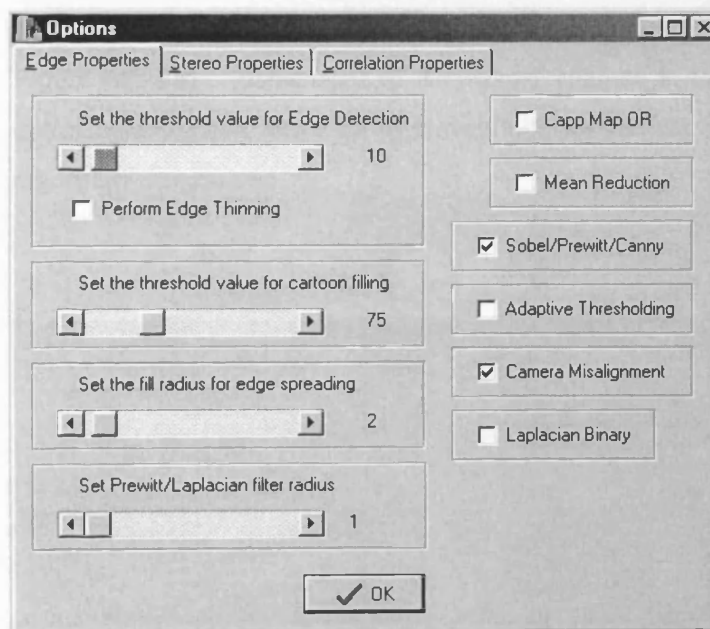 Options
Edge Properties
Stereo Properties
Correlation Properties
Set the threshold value for Edge Detection
10
Perform Edge Thinning
Set the threshold value for cartoon filling
75
Set the fill radius for edge spreading
2
Set Prewitt/Laplacian filter radius
1
Capp Map OR
Mean Reduction
Sobel/Prewitt/Canny
Adaptive Thresholding
Camera Misalignment
Laplacian Binary
OK